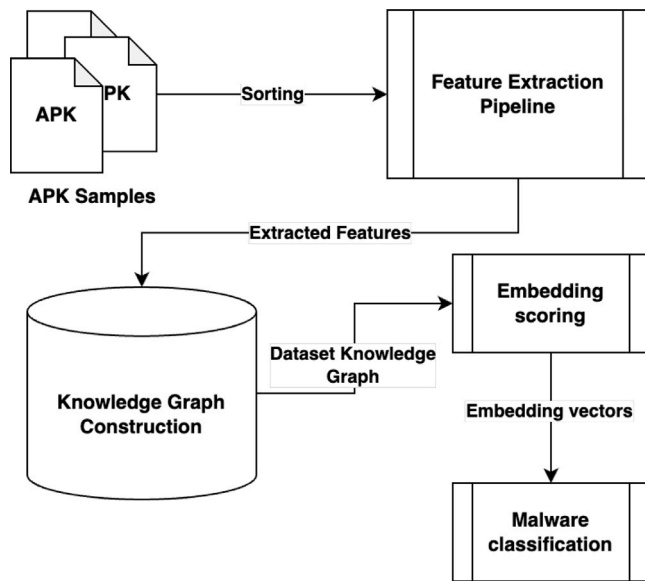 APK
PK
APK Samples
Sorting
Feature Extraction
Pipeline
Extracted Features
Knowledge Graph
Construction
Dataset Knowledge
Graph
Embedding
scoring
Embedding vectors
Malware
classification